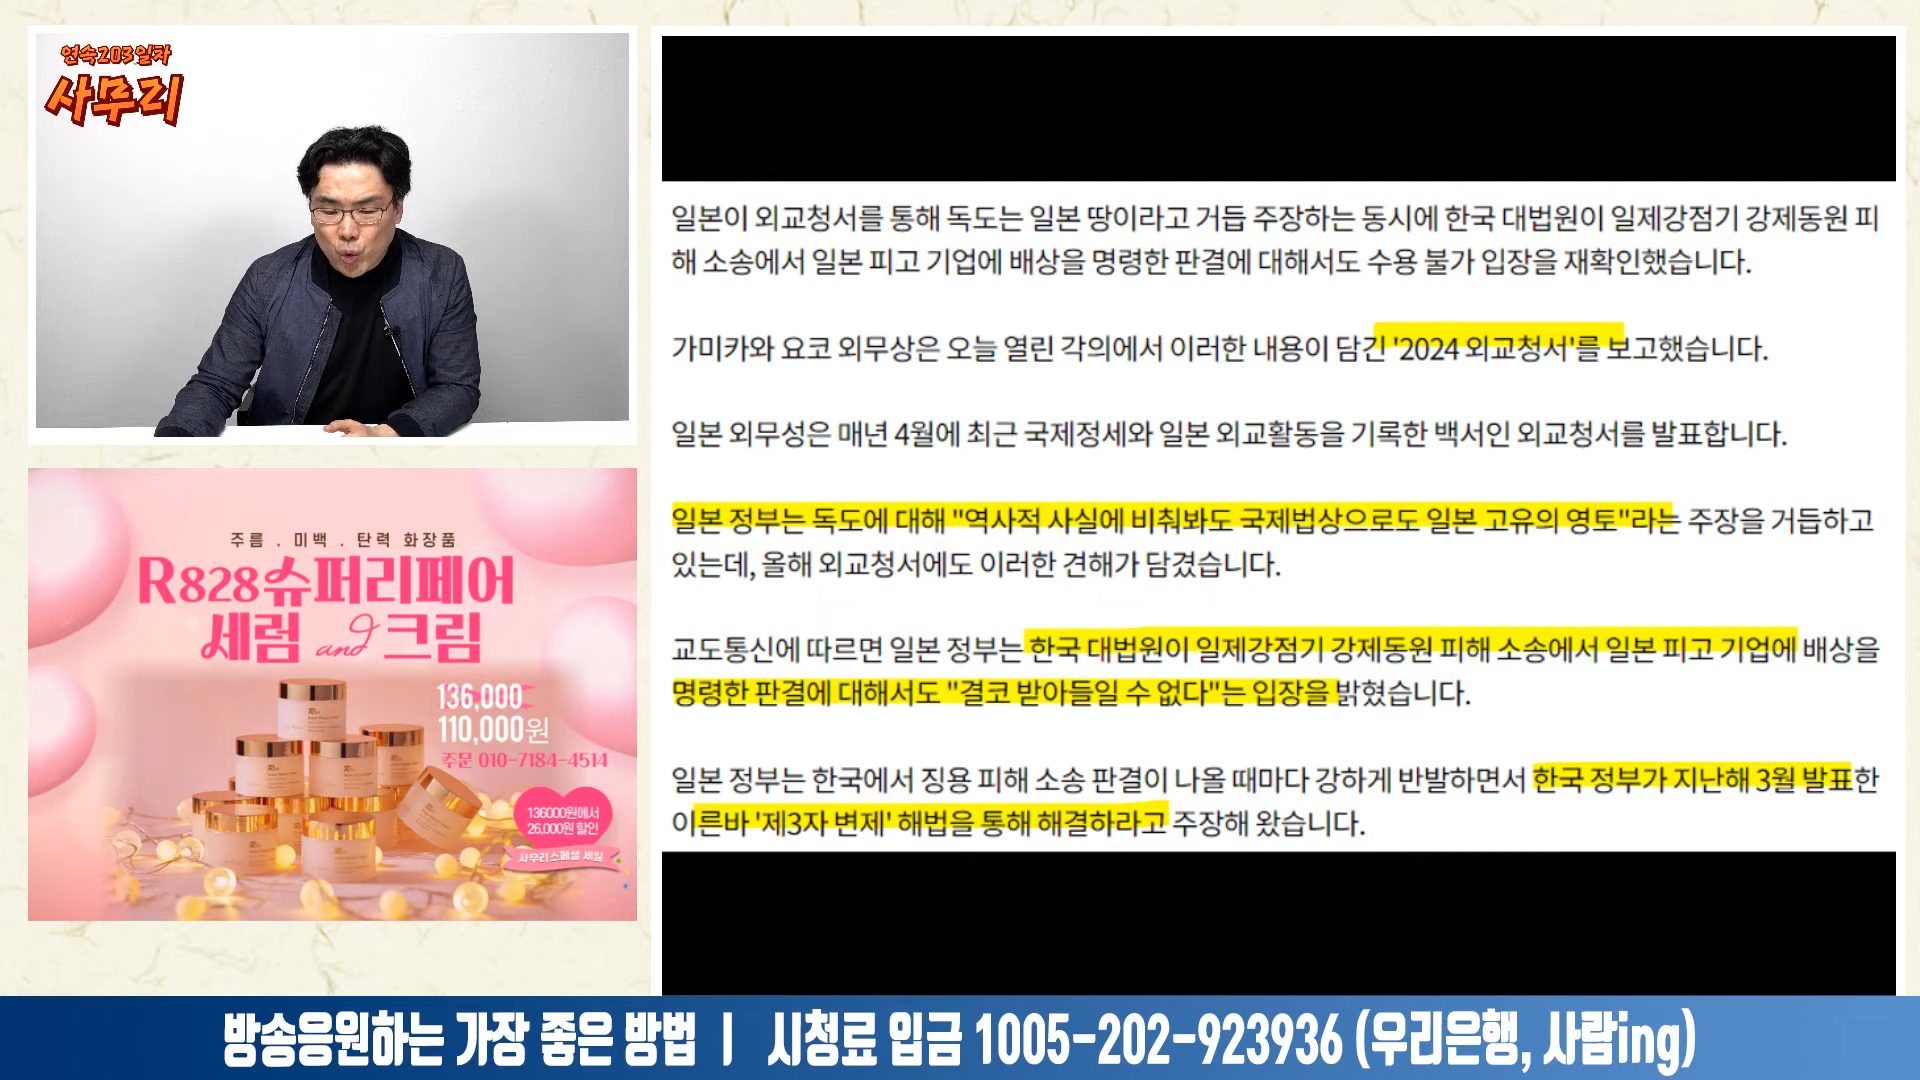 연속203일차
사무리
일본이 외교청서를 통해 독도는 일본 땅이라고 거듭 주장하는 동시에 한국 대법원이 일제강점기 강제동원 피
해 소송에서 일본 피고 기업에 배상을 명령한 판결에 대해서도 수용 불가 입장을 재확인했습니다.
가미카와 요코 외무상은 오늘 열린 각의에서 이러한 내용이 담긴 '2024 외교청서'를 보고했습니다.
일본 외무성은 매년 4월에 최근 국제정세와 일본 외교활동을 기록한 백서인 외교청서를 발표합니다.
일본 정부는 독도에 대해 "역사적 사실에 비춰봐도 국제법상으로도 일본 고유의 영토"라는 주장을 거듭하고
있는데, 올해 외교청서에도 이러한 견해가 담겼습니다.
교도통신에 따르면 일본 정부는 한국 대법원이 일제강점기 강제동원 피해 소송에서 일본 피고 기업에 배상을
명령한 판결에 대해서도 "결코 받아들일 수 없다"는 입장을 밝혔습니다.
일본 정부는 한국에서 징용 피해 소송 판결이 나올 때마다 강하게 반발하면서 한국 정부가 지난해 3월 발표한
이른바 '제3자 변제' 해법을 통해 해결하라고 주장해 왔습니다.
주름 . 미백 . 탄력 화장품
R828슈퍼리페어
세럼 and 크림
136,000
110,000원
주문 010-7184-4514
136000원에서
26,000원 할인
사무리스페셜 세일
방송응원하는 가장 좋은 방법 ㅣ 시청료 입금 1005-202-923936 (우리은행, 사람ing)